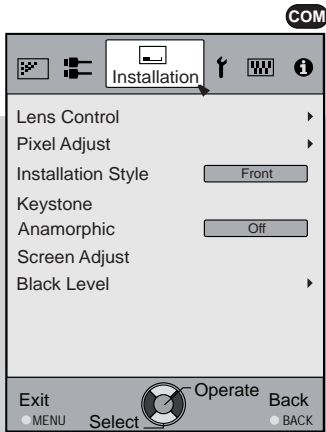 COM
Installation
Lens Control
Pixel Adjust
Installation Style Front
Keystone
Anamorphic Off
Screen Adjust
Black Level
Exit Operate Back
MENU Select BACK